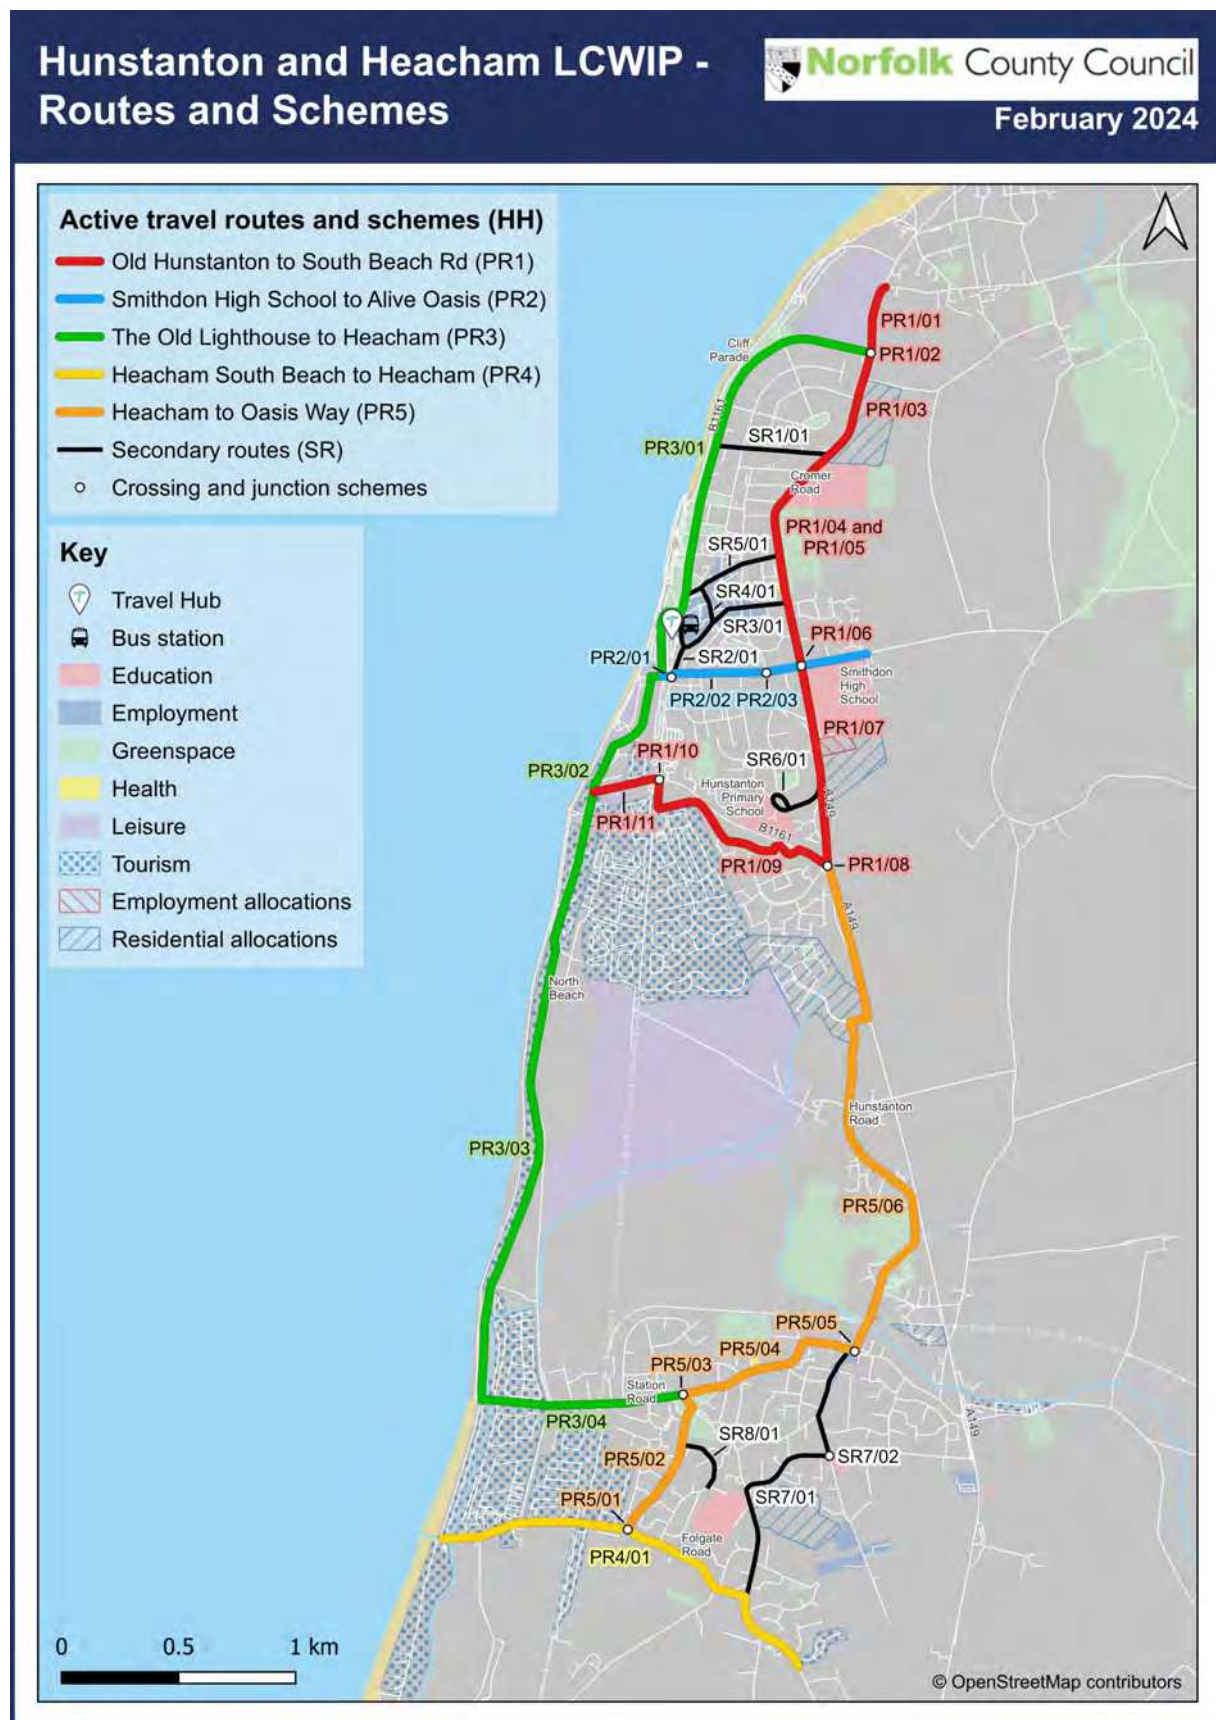 Hunstanton and Heacham LCWIP -
Routes and Schemes
Norfolk County Council
February 2024
Active travel routes and schemes (HH)
Old Hunstanton to South Beach Rd (PR1)
Smithdon High School to Alive Oasis (PR2)
The Old Lighthouse to Heacham (PR3)
Heacham South Beach to Heacham (PR4)
Heacham to Oasis Way (PR5)
Secondary routes (SR)
Crossing and junction schemes
Key
Travel Hub
Bus station
Education
Employment
Greenspace
Health
Leisure
Tourism
Employment allocations
Residential allocations
PR1/01
Cliff
Parade
PR1/02
PR1/03
B1161
SR1/01
PR3/01
Cromer
Road
PR1/04 and
PR1/05
SR5/01
SR4/01
SR3/01
PR1/06
PR2/01
SR2/01
Smithdon
High
School
PR2/02
PR2/03
PR1/07
PR1/10
SR6/01
PR3/02
Hunstanton
Primary
School
A149
PR1/11
B1161
PR1/09
PR1/08
A149
North
Beach
Hunstanton
Road
PR3/03
PR5/06
PR5/05
PR5/04
PR5/03
Station
Road
PR3/04
SR8/01
A149
PR5/02
SR7/02
PR5/01
SR7/01
Folgate
Road
PR4/01
0 0.5 1 km
© OpenStreetMap contributors